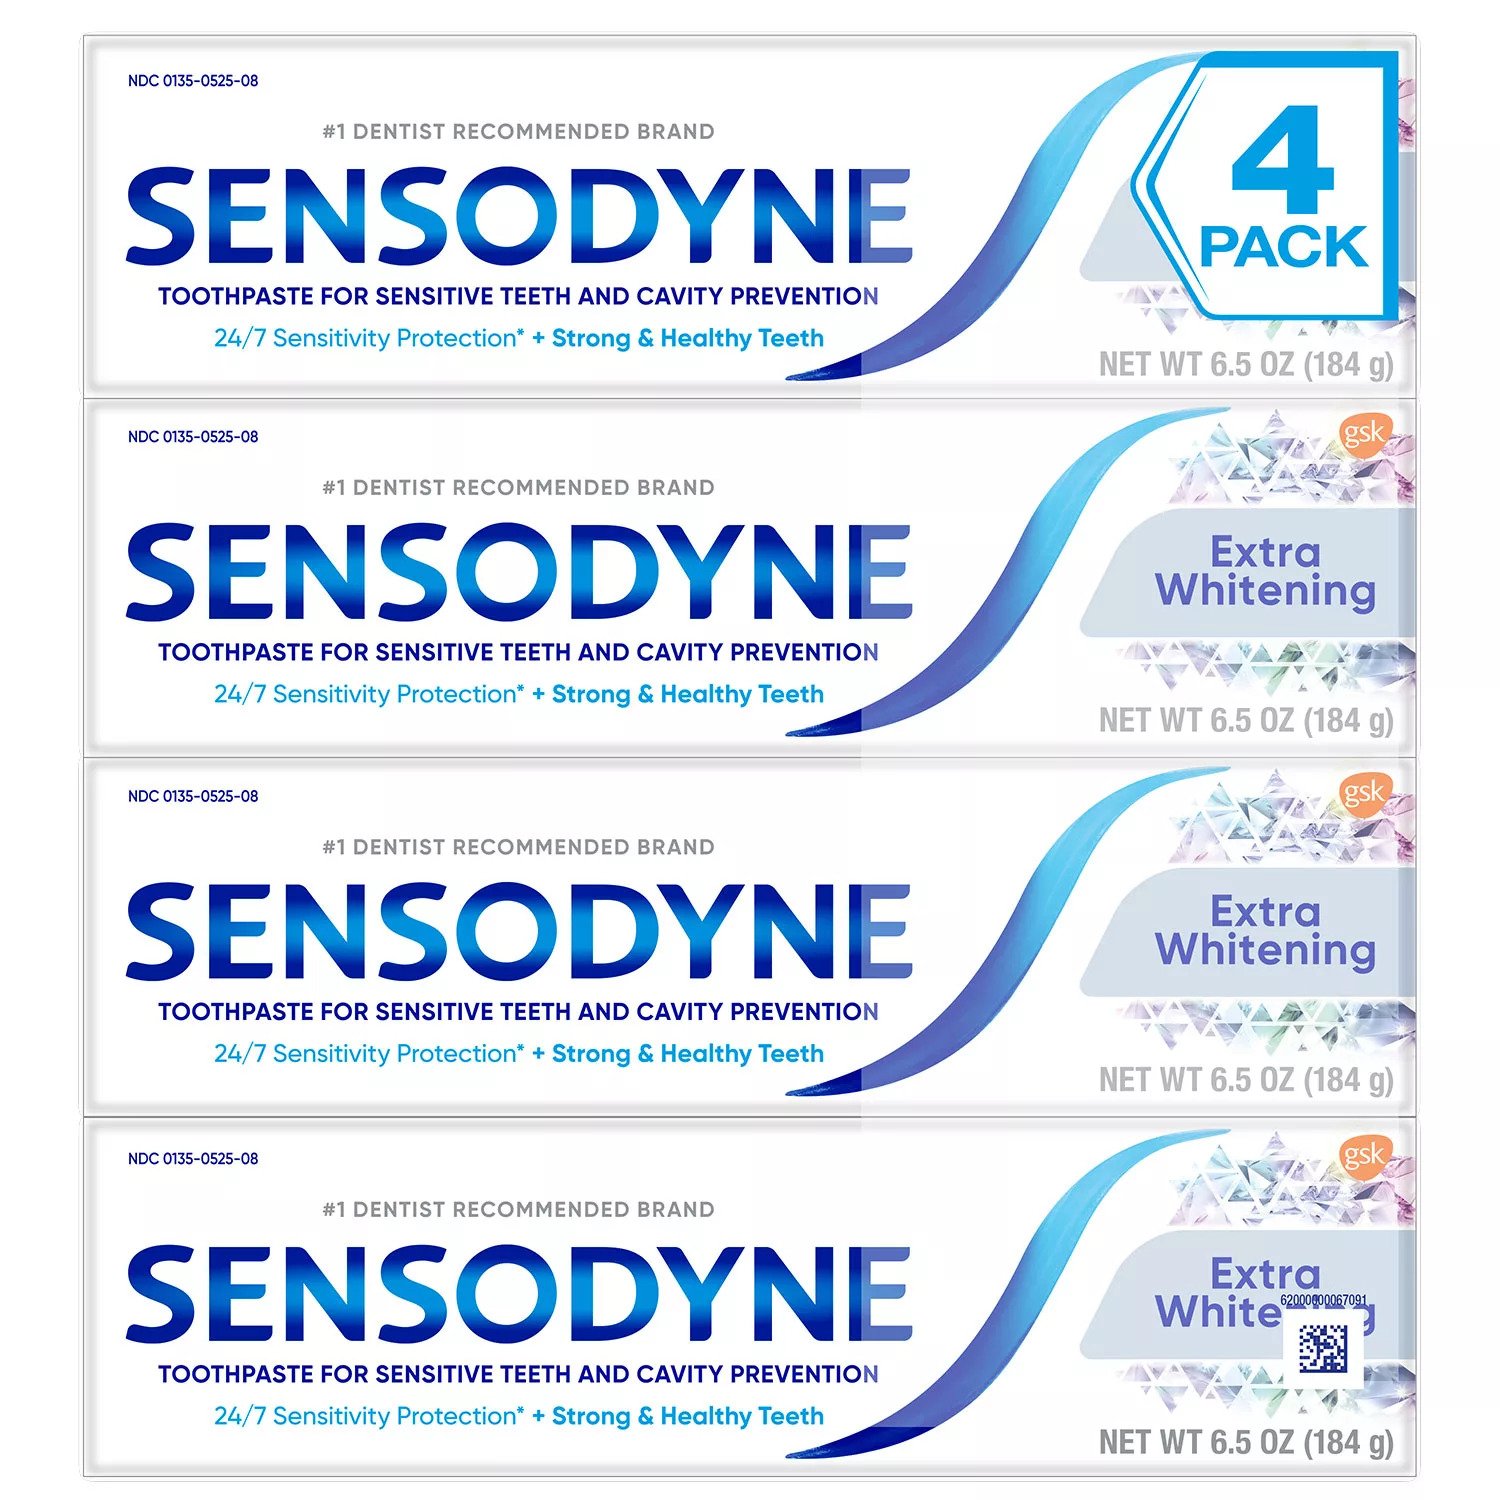 NDC 0135-0525-08
#1 DENTIST RECOMMENDED BRAND
SENSODYNE
TOOTHPASTE FOR SENSITIVE TEETH AND CAVITY PREVENTION
24/7 Sensitivity Protection* + Strong & Healthy Teeth
4
PACK
NET WT 6.5 OZ (184 g)
NDC 0135-0525-08
#1 DENTIST RECOMMENDED BRAND
SENSODYNE
TOOTHPASTE FOR SENSITIVE TEETH AND CAVITY PREVENTION
24/7 Sensitivity Protection* + Strong & Healthy Teeth
gsk
Extra
Whitening
NET WT 6.5 OZ (184 g)
NDC 0135-0525-08
#1 DENTIST RECOMMENDED BRAND
SENSODYNE
TOOTHPASTE FOR SENSITIVE TEETH AND CAVITY PREVENTION
24/7 Sensitivity Protection* + Strong & Healthy Teeth
gsk
Extra
Whitening
NET WT 6.5 OZ (184 g)
NDC 0135-0525-08
#1 DENTIST RECOMMENDED BRAND
SENSODYNE
TOOTHPASTE FOR SENSITIVE TEETH AND CAVITY PREVENTION
24/7 Sensitivity Protection* + Strong & Healthy Teeth
gsk
Extra
62000000067091
Whitening
NET WT 6.5 OZ (184 g)